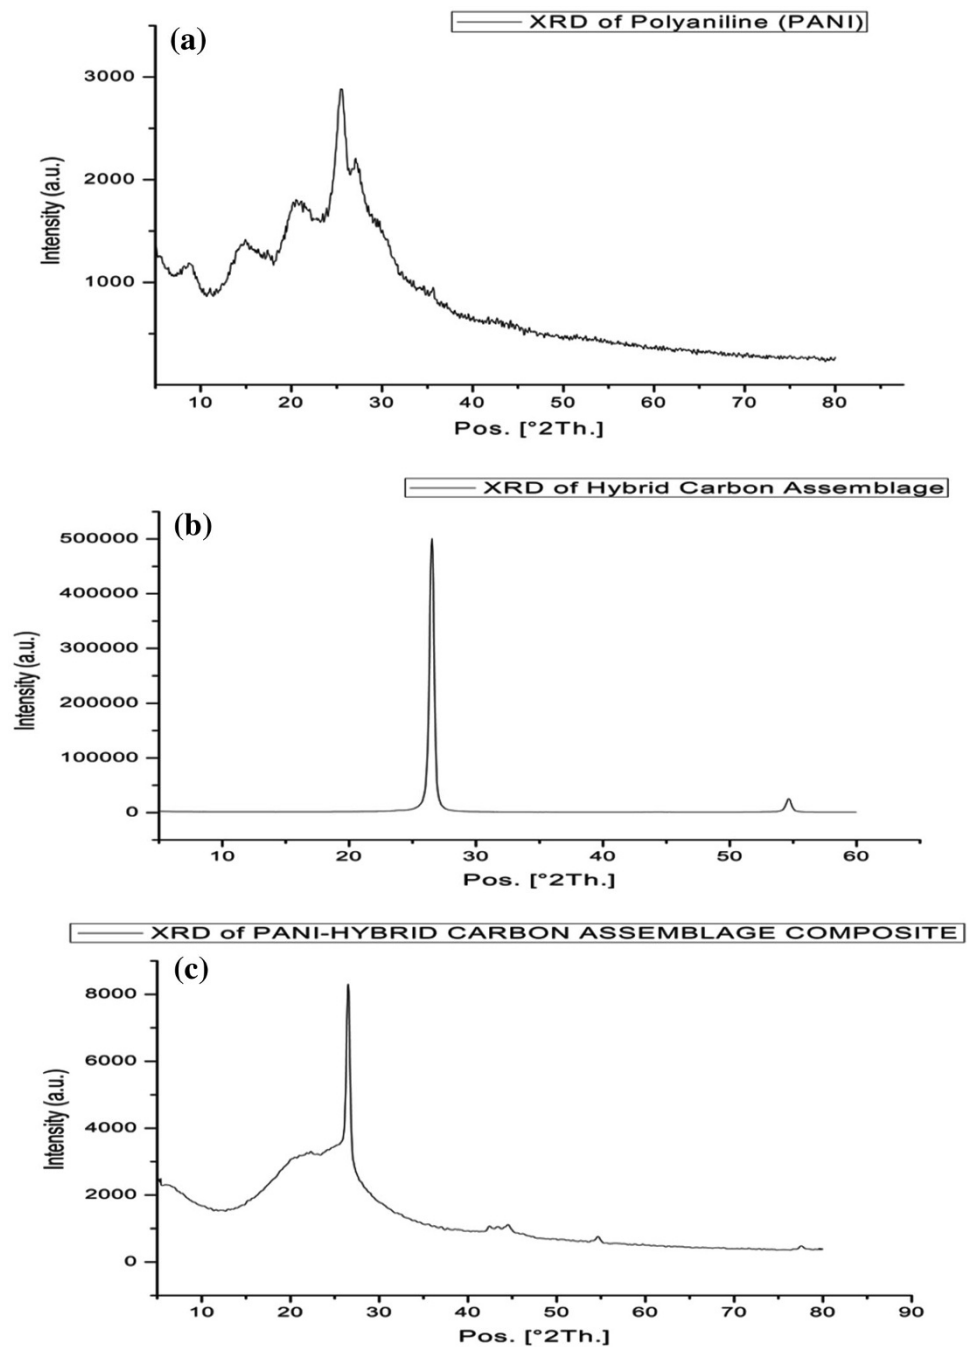 XRD of Polyaniline (PANI)
(a)
3000
2000
1000
Intensity (a.u.)
10 20 30 40 50 60 70 80
Pos. [°2Th.]
XRD of Hybrid Carbon Assemblage
(b)
500000
400000
300000
200000
100000
0
Intensity (a.u.)
10 20 30 40 50 60
Pos. [°2Th.]
XRD of PANI-HYBRID CARBON ASSEMBLAGE COMPOSITE
(c)
8000
6000
4000
2000
0
Intensity (a.u.)
10 20 30 40 50 60 70 80 90
Pos. [°2Th.]